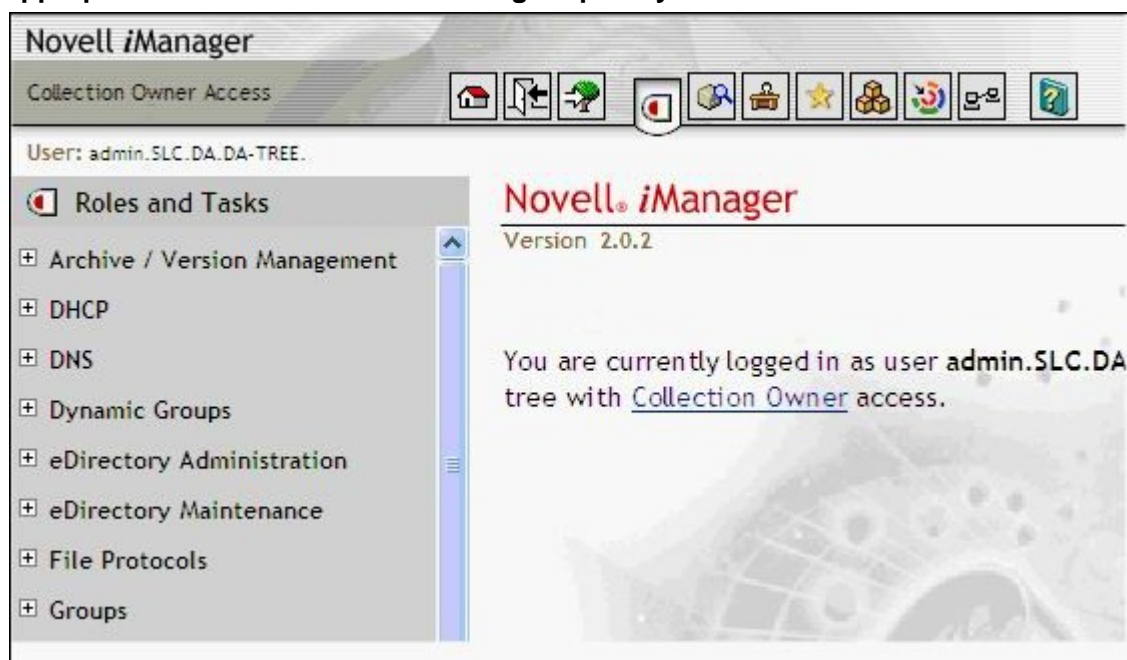 Novell iManager
Collection Owner Access
User: admin.SLC.DA.DA-TREE.
Roles and Tasks
Archive / Version Management
DHCP
DNS
Dynamic Groups
eDirectory Administration
eDirectory Maintenance
File Protocols
Groups
Novell® iManager
Version 2.0.2
You are currently logged in as user admin.SLC.DA
tree with Collection Owner access.